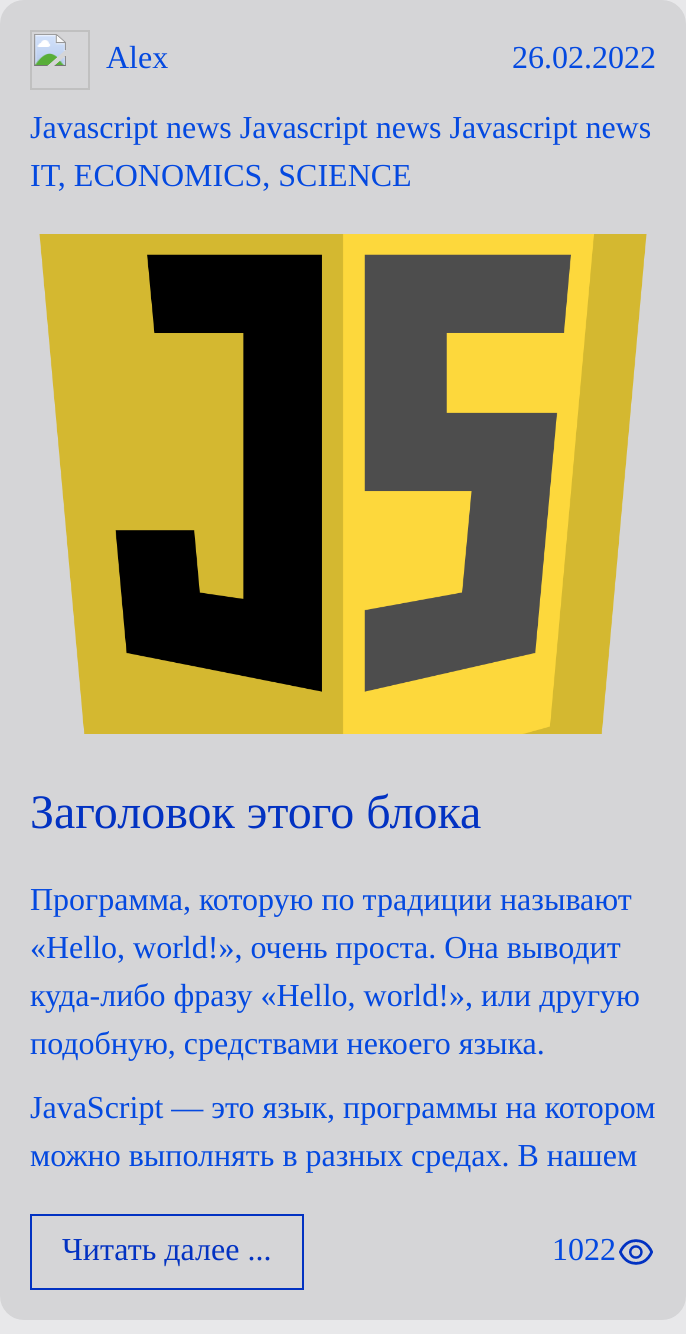 Alex 26.02.2022
Javascript news Javascript news Javascript news
IT, ECONOMICS, SCIENCE
JS
Заголовок этого блока
Программа, которую по традиции называют
«Hello, world!», очень проста. Она выводит
куда-либо фразу «Hello, world!», или другую
подобную, средствами некоего языка.
JavaScript — это язык, программы на котором
можно выполнять в разных средах. В нашем
Читать далее ... 1022